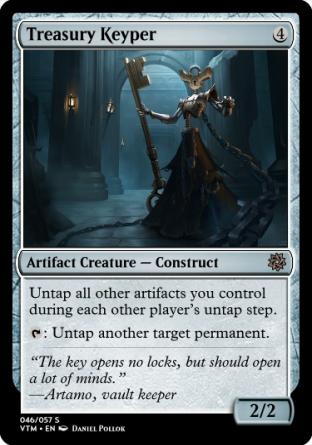 Treasury Keyper 4
Artifact Creature — Construct
Untap all other artifacts you control
during each other player's untap step.
: Untap another target permanent.
“The key opens no locks, but should open
a lot of minds.”
—Artamo, vault keeper
2/2
046/057 S
VTM • EN Daniel Pollok